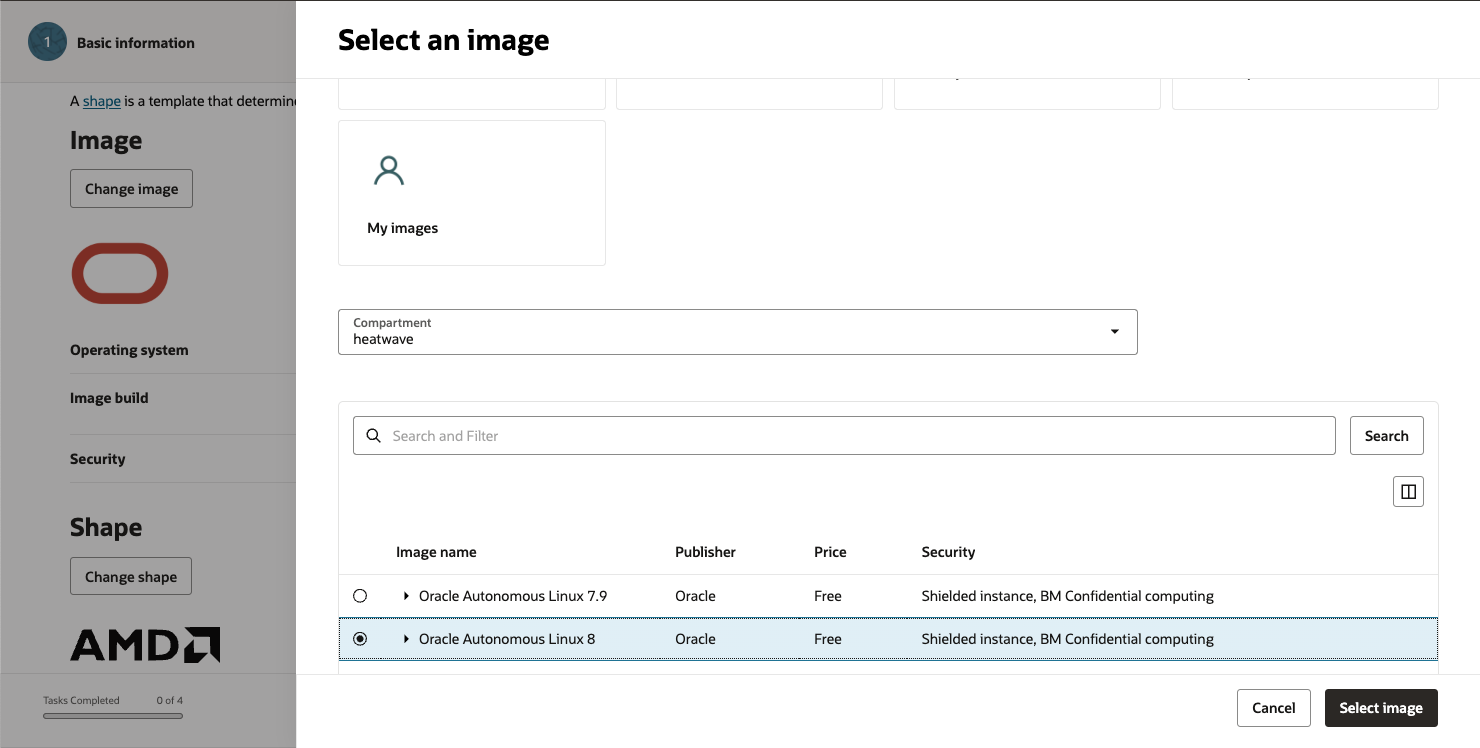 1 Basic information
A shape is a template that determine
Image
Change image
Operating system
Image build
Security
Shape
Change shape
AMD
Tasks Completed 0 of 4
Select an image
My images
Compartment
heatwave
Search and Filter
Search
Image name Publisher Price Security
Oracle Autonomous Linux 7.9 Oracle Free Shielded instance, BM Confidential computing
Oracle Autonomous Linux 8 Oracle Free Shielded instance, BM Confidential computing
Cancel
Select image